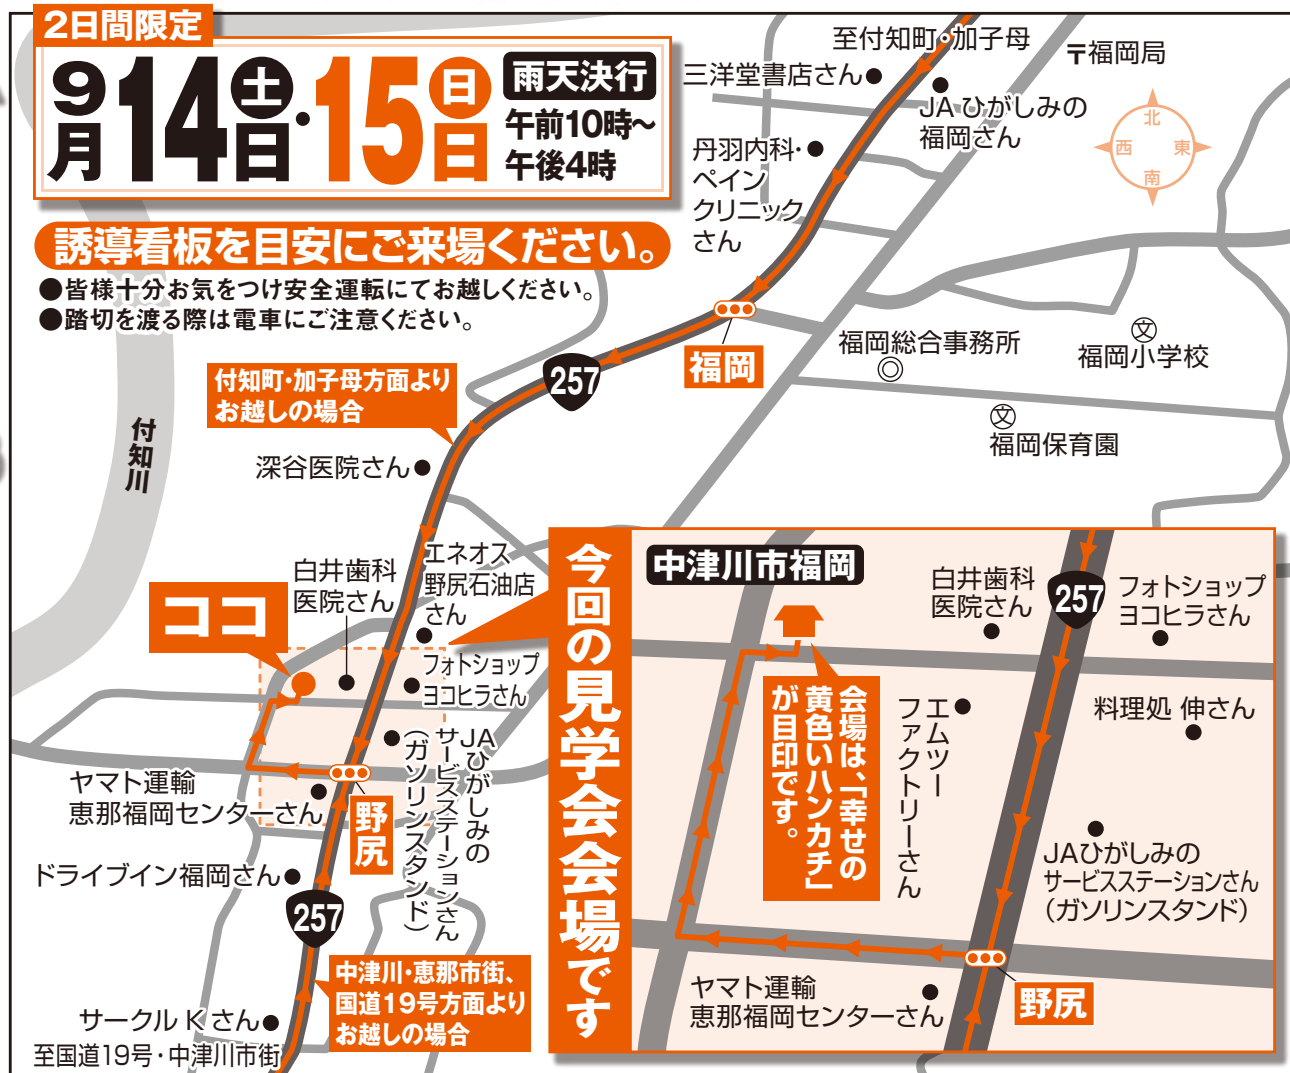 2日間限定
9月14日土・15日日
雨天決行
午前10時~
午後4時
誘導看板を目安にご来場ください。
●皆様十分お気をつけ安全運転にてお越しください。
●踏切を渡る際は電車にご注意ください。
至付知町・加子母
三洋堂書店さん
〒福岡局
JAひがしみの
福岡さん
北
西
東
南
丹羽内科・
ペイン
クリニック
さん
福岡
福岡総合事務所
文
福岡小学校
文
福岡保育園
257
付知町・加子母方面より
お越しの場合
付知川
深谷医院さん
エネオス
野尻石油店
さん
白井歯科
医院さん
ココ
フォトショップ
ヨコヒラさん
JAひがしみの
サービスステーションさん
(ガソリンスタンド)
ヤマト運輸
恵那福岡センターさん
野尻
ドライブイン福岡さん
257
中津川・恵那市街、
国道19号方面より
お越しの場合
サークルKさん
至国道19号・中津川市街
今回の見学会会場です
中津川市福岡
白井歯科
医院さん
257
フォトショップ
ヨコヒラさん
会場は、「幸せの
黄色いハンカチ」
が目印です。
エムツー
ファクトリーさん
料理処 伸さん
JAひがしみの
サービスステーションさん
(ガソリンスタンド)
ヤマト運輸
恵那福岡センターさん
野尻